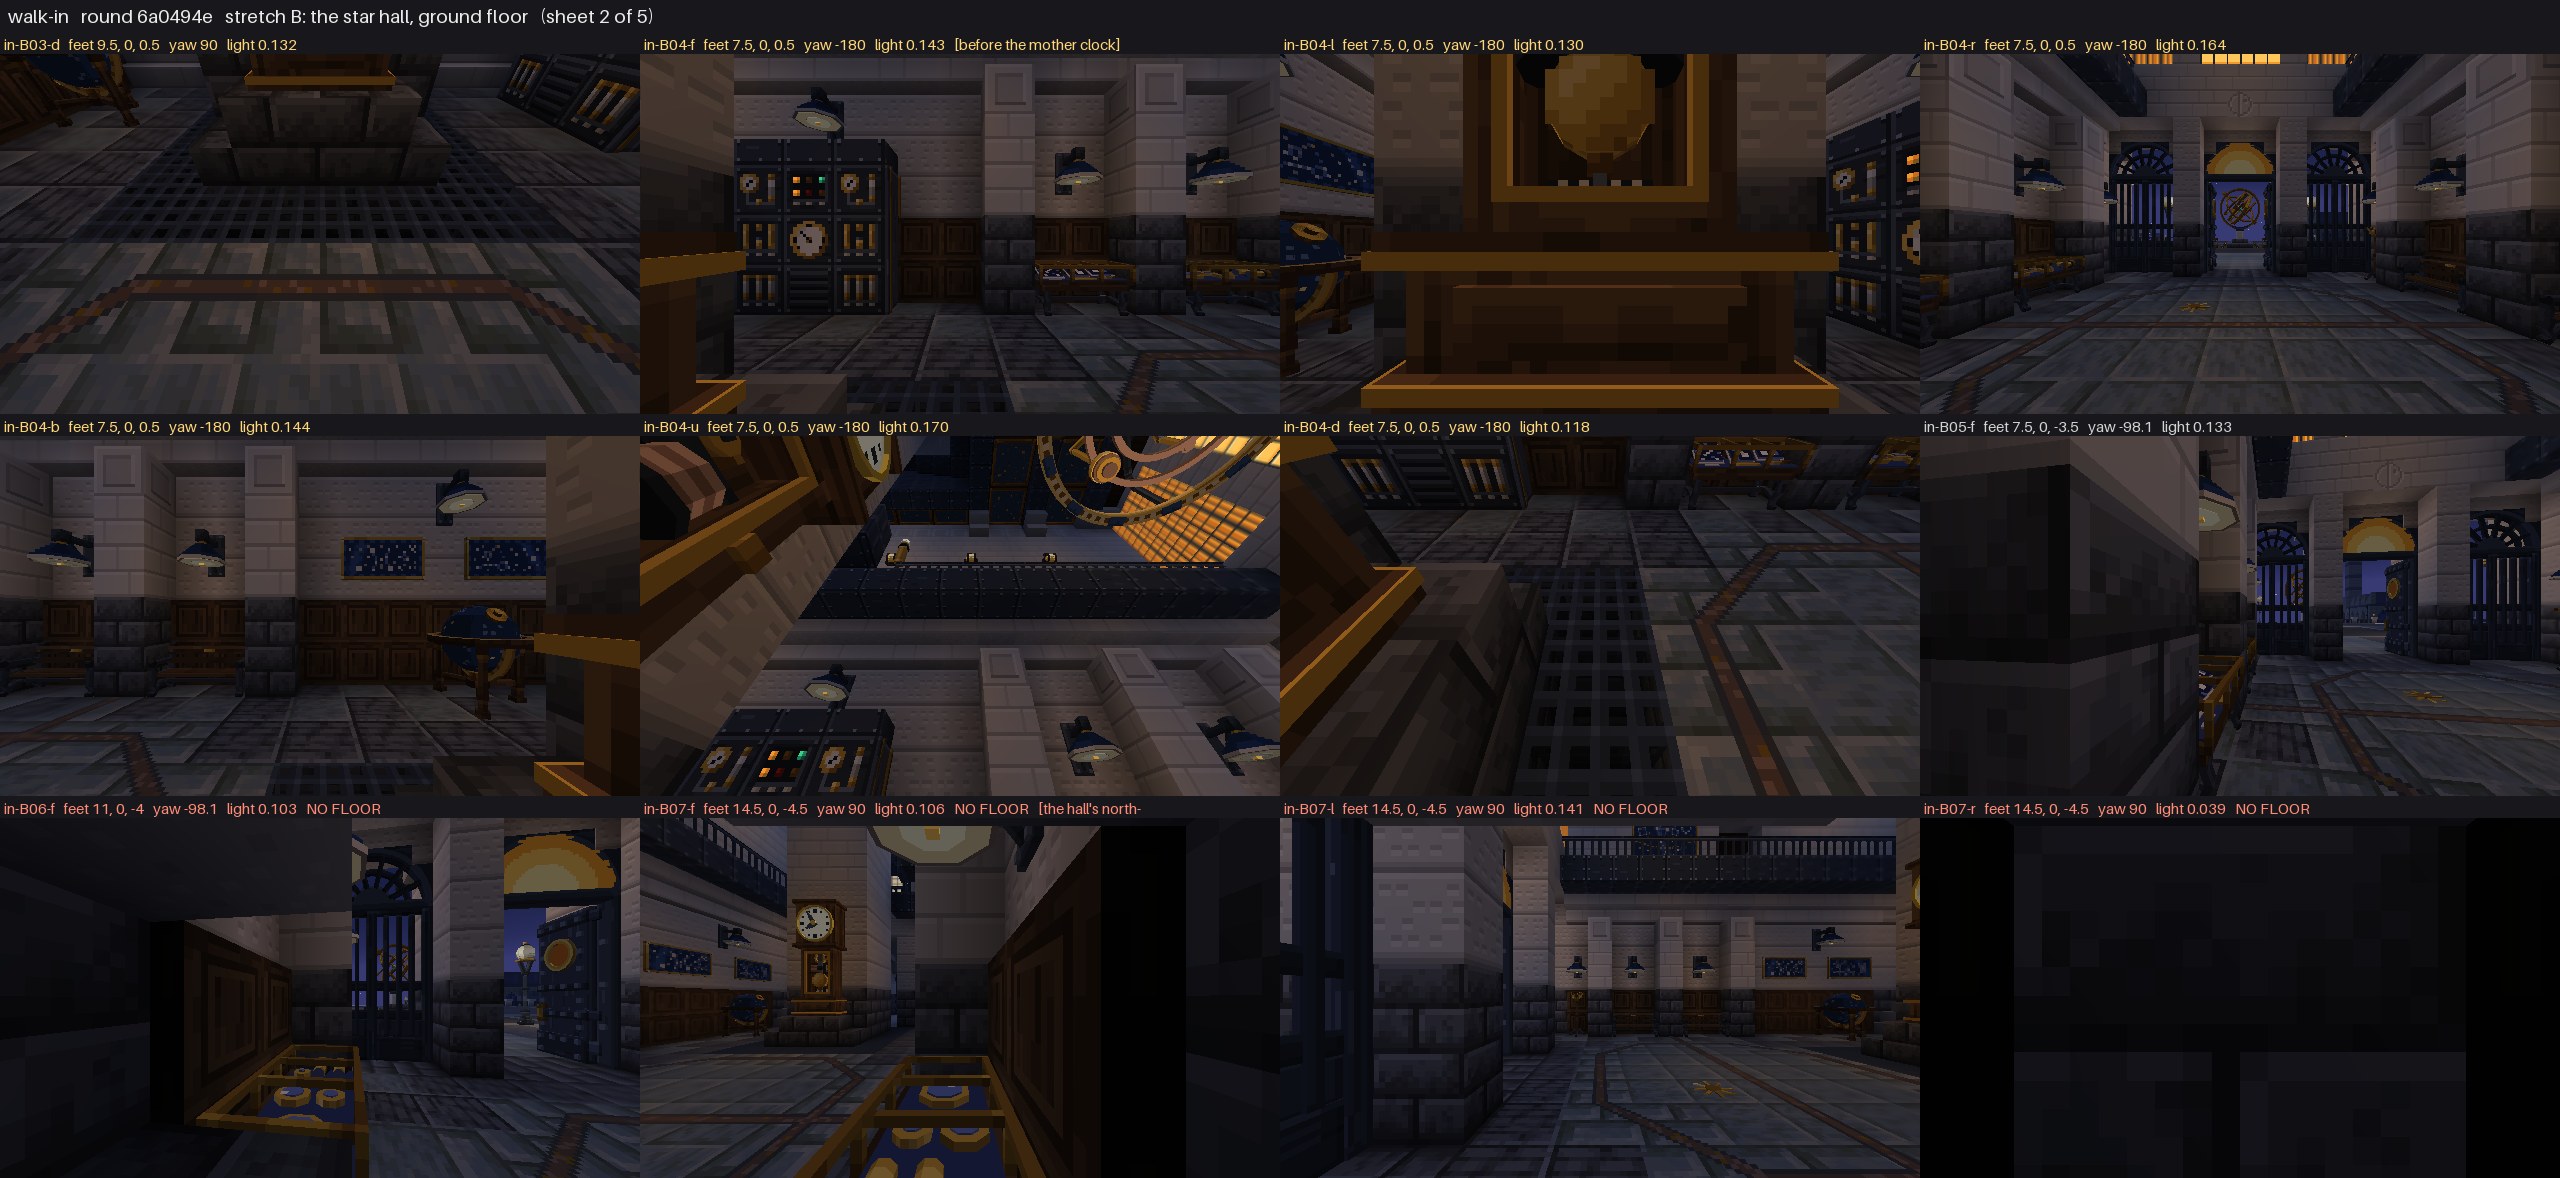 walk-in round 6a0494e stretch B: the star hall, ground floor (sheet 2 of 5)
in-B03-d feet 9.5, 0, 0.5 yaw 90 light 0.132
in-B04-f feet 7.5, 0, 0.5 yaw -180 light 0.143 [before the mother clock]
in-B04-l feet 7.5, 0, 0.5 yaw -180 light 0.130
in-B04-r feet 7.5, 0, 0.5 yaw -180 light 0.164
in-B04-b feet 7.5, 0, 0.5 yaw -180 light 0.144
in-B04-u feet 7.5, 0, 0.5 yaw -180 light 0.170
in-B04-d feet 7.5, 0, 0.5 yaw -180 light 0.118
in-B05-f feet 7.5, 0, -3.5 yaw -98.1 light 0.133
in-B06-f feet 11, 0, -4 yaw -98.1 light 0.103 NO FLOOR
in-B07-f feet 14.5, 0, -4.5 yaw 90 light 0.106 NO FLOOR [the hall's north-
in-B07-l feet 14.5, 0, -4.5 yaw 90 light 0.141 NO FLOOR
in-B07-r feet 14.5, 0, -4.5 yaw 90 light 0.039 NO FLOOR